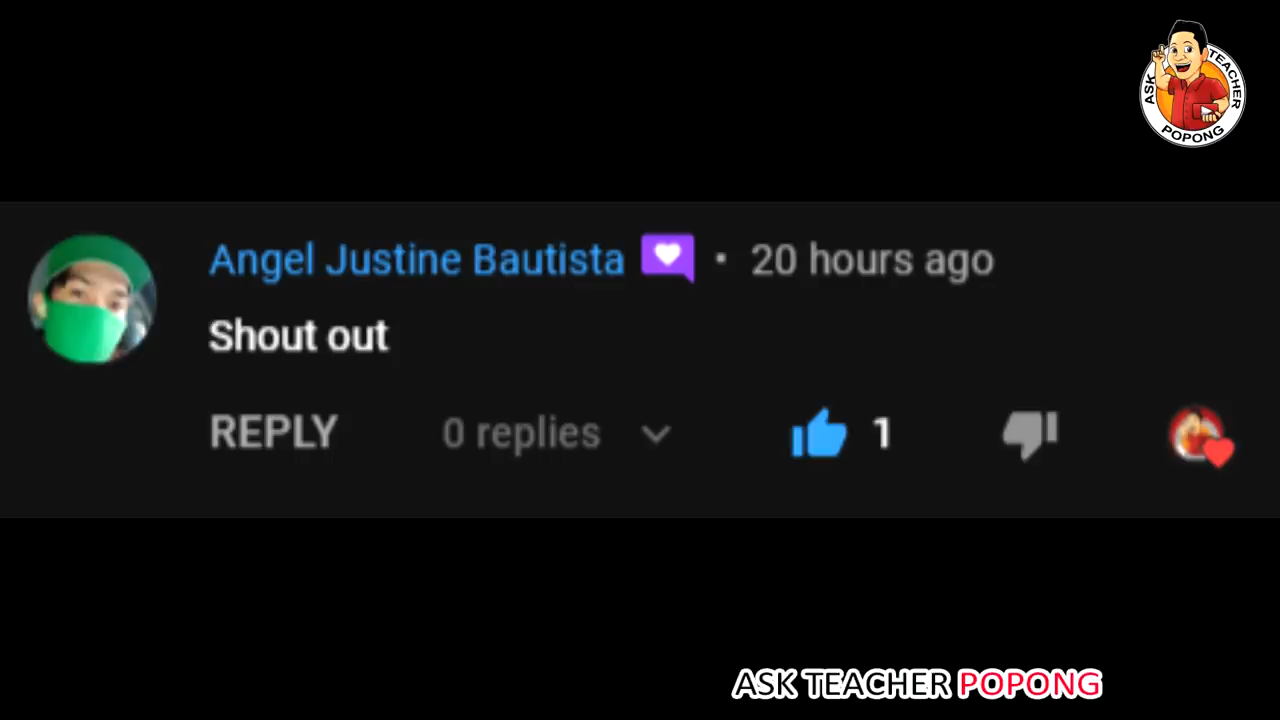 ASK TEACHER
POPONG
Angel Justine Bautista • 20 hours ago
Shout out
REPLY 0 replies 1
ASK TEACHER POPONG